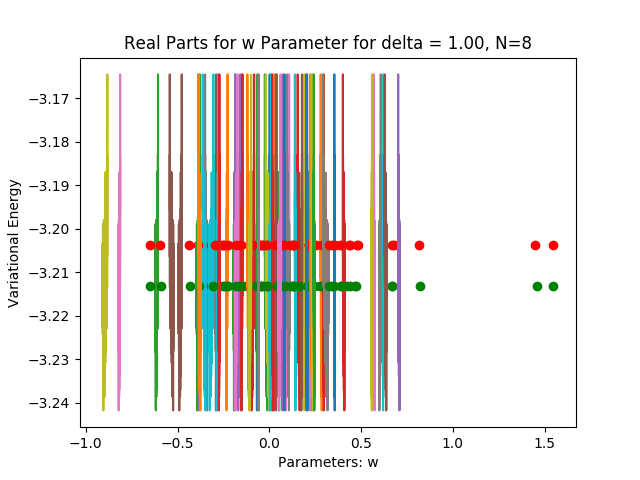 Real Parts for w Parameter for delta = 1.00, N=8
Variational Energy
−3.17
−3.18
−3.19
−3.20
−3.21
−3.22
−3.23
−3.24
−1.0 −0.5 0.0 0.5 1.0 1.5
Parameters: w